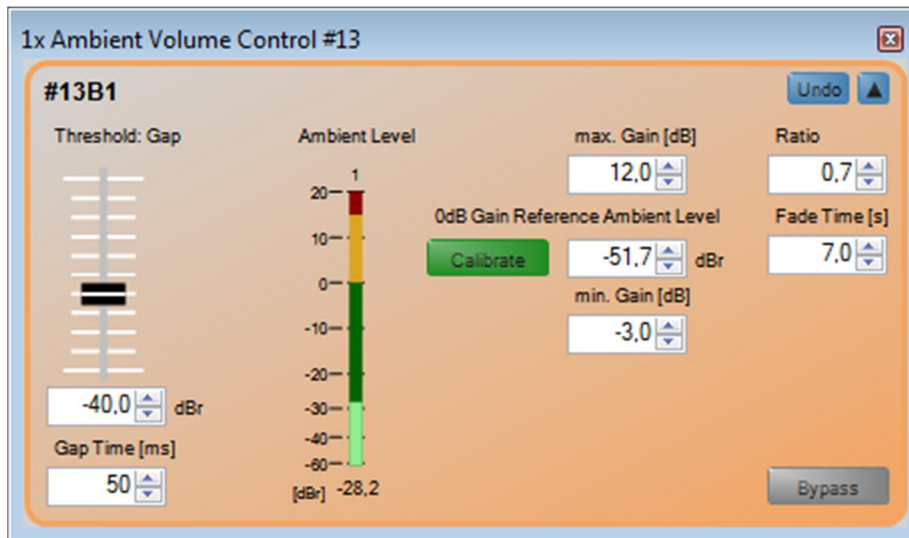 1x Ambient Volume Control #13
#13B1
Undo
Threshold: Gap
Ambient Level
max. Gain [dB]
Ratio
1
12,0
0,7
20
10
0
-10
-20
-30
-40
-60
0dB Gain Reference Ambient Level
Fade Time [s]
Calibrate
-51,7 dBr
7,0
min. Gain [dB]
-3,0
-40,0 dBr
Gap Time [ms]
50
[dBr] -28,2
Bypass